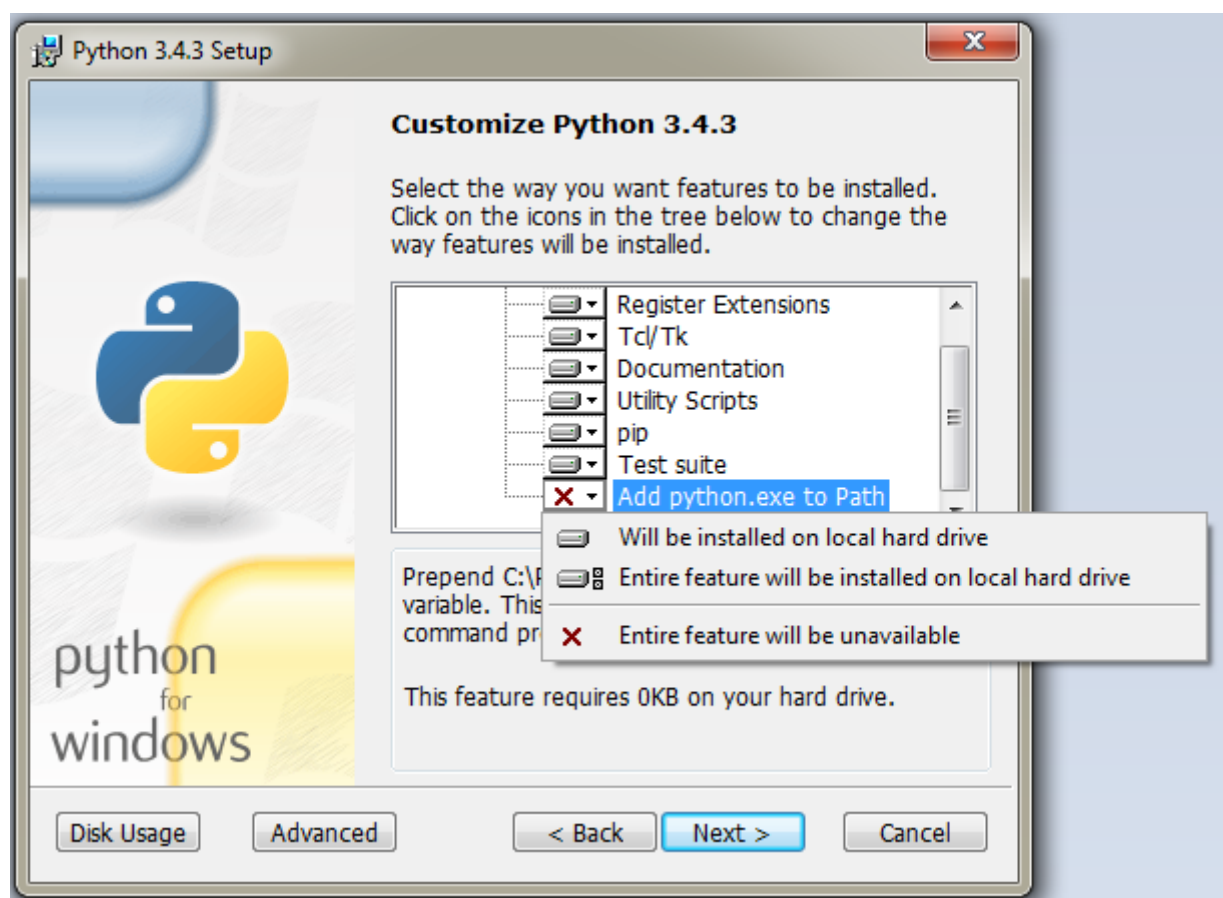 Python 3.4.3 Setup
Customize Python 3.4.3
Select the way you want features to be installed.
Click on the icons in the tree below to change the
way features will be installed.
Register Extensions
Tcl/Tk
Documentation
Utility Scripts
pip
Test suite
Add python.exe to Path
Will be installed on local hard drive
Entire feature will be installed on local hard drive
Entire feature will be unavailable
Prepend C:\
variable. This
command
This feature requires 0KB on your hard drive.
python
for
windows
Disk Usage
Advanced
< Back
Next >
Cancel